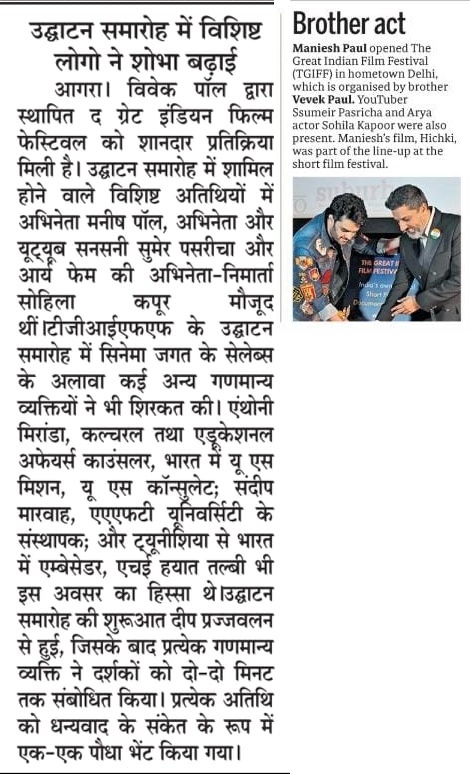 उद्घाटन समारोह में विशिष्ट
लोगो ने शोभा बढ़ाई
आगरा। विवेक पॉल द्वारा
स्थापित द ग्रेट इंडियन फिल्म
फेस्टिवल को शानदार प्रतिक्रिया
मिली है। उद्घाटन समारोह में शामिल
होने वाले विशिष्ट अतिथियों में
अभिनेता मनीष पॉल, अभिनेता और
यूट्यूब सनसनी सुमेर पसरीचा और
आर्य फेम की अभिनेता-निमार्ता
सोहिला कपूर मौजूद
थीं।टीजीआईएफएफ के उद्घाटन
समारोह में सिनेमा जगत के सेलेब्स
के अलावा कई अन्य गणमान्य
व्यक्तियों ने भी शिरकत की। एंथोनी
मिरांडा, कल्चरल तथा एडूकेशनल
अफेयर्स काउंसलर, भारत में यू एस
मिशन, यू एस कॉन्सुलेट; संदीप
मारवाह, एएएफटी यूनिवर्सिटी के
संस्थापक; और ट्यूनीशिया से भारत
में एम्बेसेडर, एचई हयात तल्बी भी
इस अवसर का हिस्सा थे।उद्घाटन
समारोह की शुरूआत दीप प्रज्जवलन
से हुई, जिसके बाद प्रत्येक गणमान्य
व्यक्ति ने दर्शकों को दो-दो मिनट
तक संबोधित किया। प्रत्येक अतिथि
को धन्यवाद के संकेत के रूप में
एक-एक पौधा भेंट किया गया।
Brother act
Maniesh Paul opened The
Great Indian Film Festival
(TGIFF) in hometown Delhi,
which is organised by brother
Vevek Paul. YouTuber
Ssumeir Pasricha and Arya
actor Sohila Kapoor were also
present. Maniesh's film, Hichki,
was part of the line-up at the
short film festival.
suburb
THE GREAT
FILM FESTIV
India's own
Short
Document